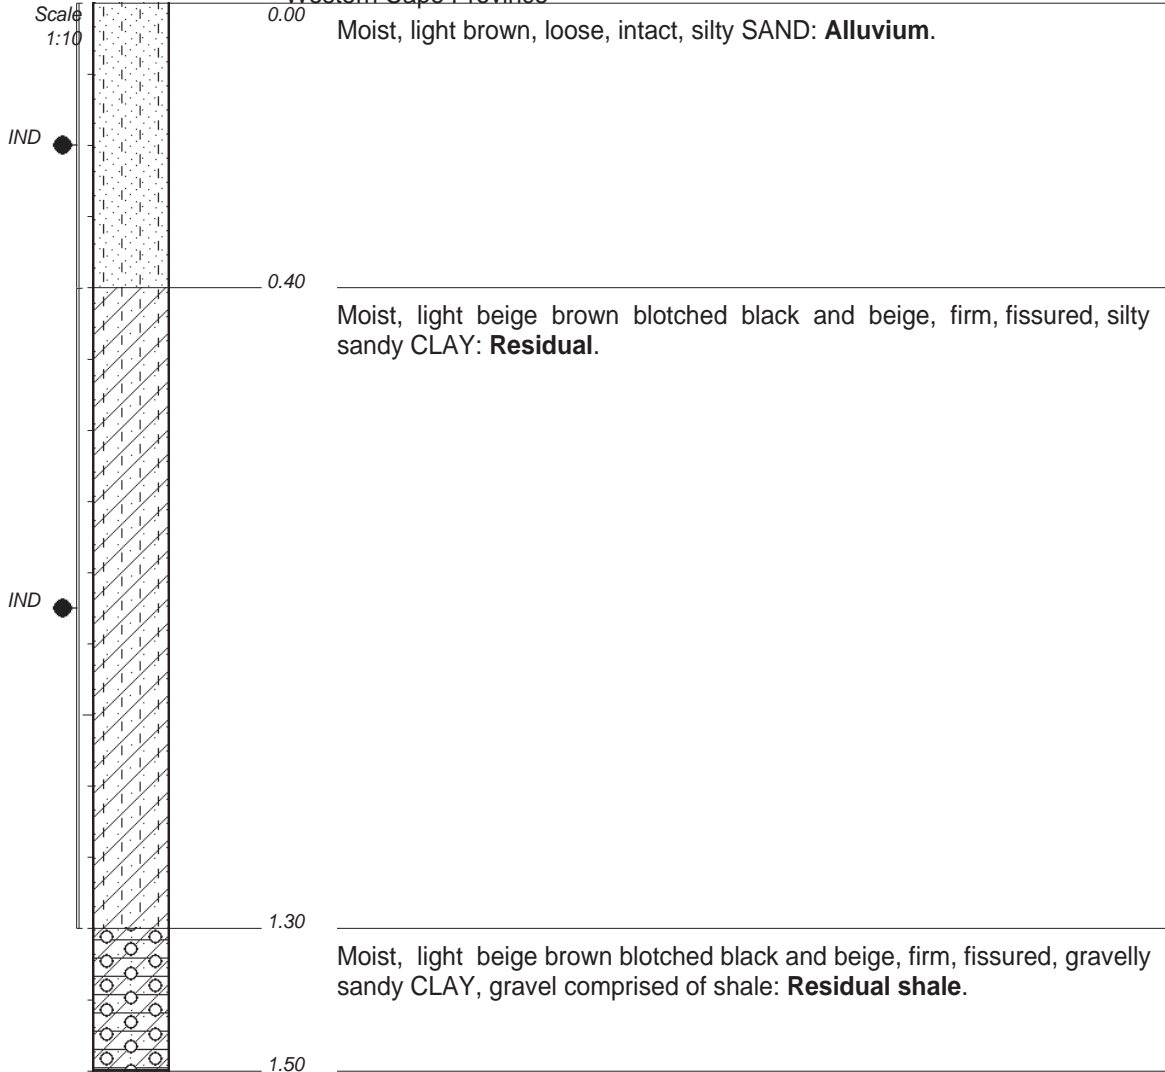 Scale
1:10
0.00
Moist, light brown, loose, intact, silty SAND: Alluvium.
IND
0.40
Moist, light beige brown blotched black and beige, firm, fissured, silty
sandy CLAY: Residual.
IND
1.30
Moist, light beige brown blotched black and beige, firm, fissured, gravelly
sandy CLAY, gravel comprised of shale: Residual shale.
1.50